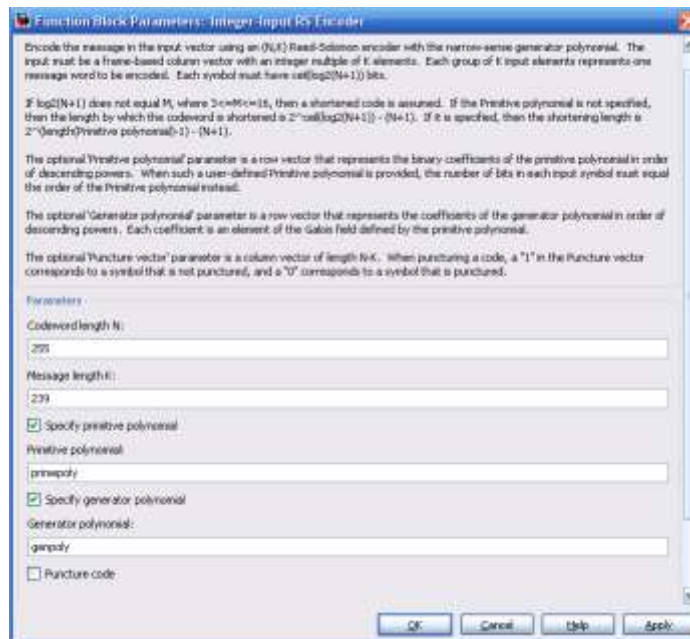 Function Block Parameters: Integer-Input RS Encoder
Encode the message in the input vector using an (N,K) Reed-Solomon encoder with the narrow-sense generator polynomial. The
input must be a frame-based column vector with an integer multiple of K elements. Each group of K input elements represents one
message word to be encoded. Each symbol must have ceil(log2(N+1)) bits.
If log2(N+1) does not equal M, where 3<=M<=16, then a shortened code is assumed. If the Primitive polynomial is not specified,
then the length by which the codeword is shortened is 2^ceil(log2(N+1)) - (N+1). If it is specified, then the shortening length is
2^(length(Primitive polynomial)-1) - (N+1).
The optional 'Primitive polynomial' parameter is a row vector that represents the binary coefficients of the primitive polynomial in order
of descending powers. When such a user-defined Primitive polynomial is provided, the number of bits in each input symbol must equal
the order of the Primitive polynomial instead.
The optional 'Generator polynomial' parameter is a row vector that represents the coefficients of the generator polynomial in order of
descending powers. Each coefficient is an element of the Galois field defined by the primitive polynomial.
The optional 'Puncture vector' parameter is a column vector of length N-K. When puncturing a code, a "1" in the Puncture vector
corresponds to a symbol that is not punctured, and a "0" corresponds to a symbol that is punctured.
Parameters
Codeword length N:
255
Message length K:
239
Specify primitive polynomial
Primitive polynomial:
primepoly
Specify generator polynomial
Generator polynomial:
genpoly
Puncture code
OK
Cancel
Help
Apply